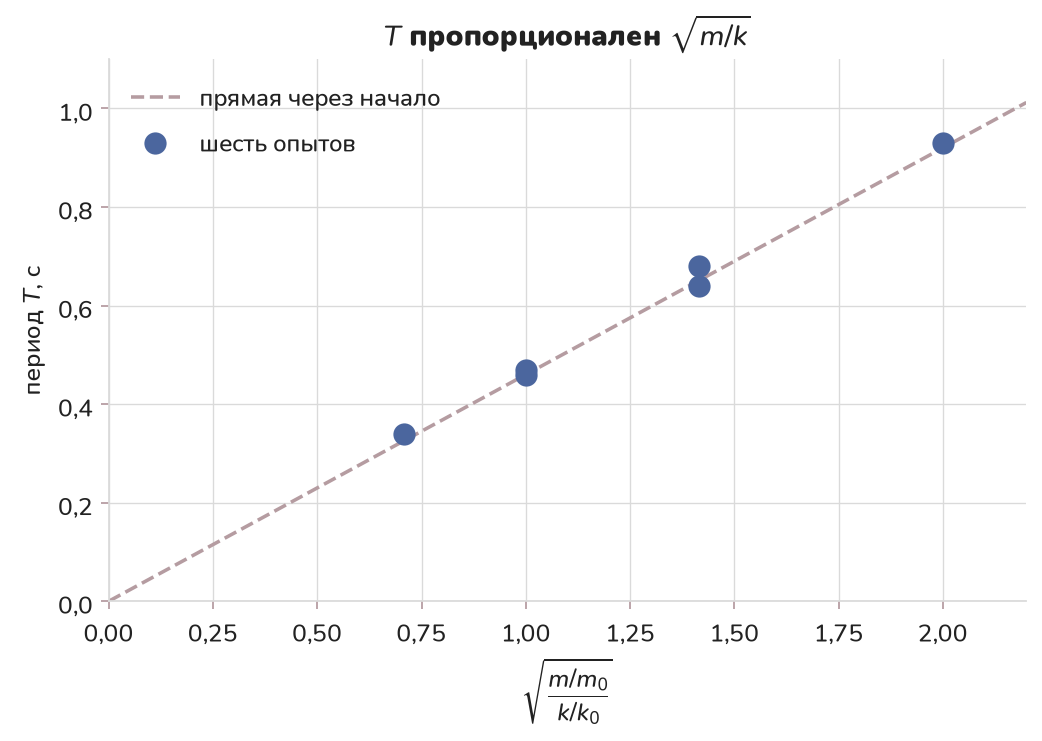 T пропорционален √m/k
прямая через начало
шесть опытов
период T, с
1,0
0,8
0,6
0,4
0,2
0,0
0,00 0,25 0,50 0,75 1,00 1,25 1,50 1,75 2,00
√
m/m₀
k/k₀